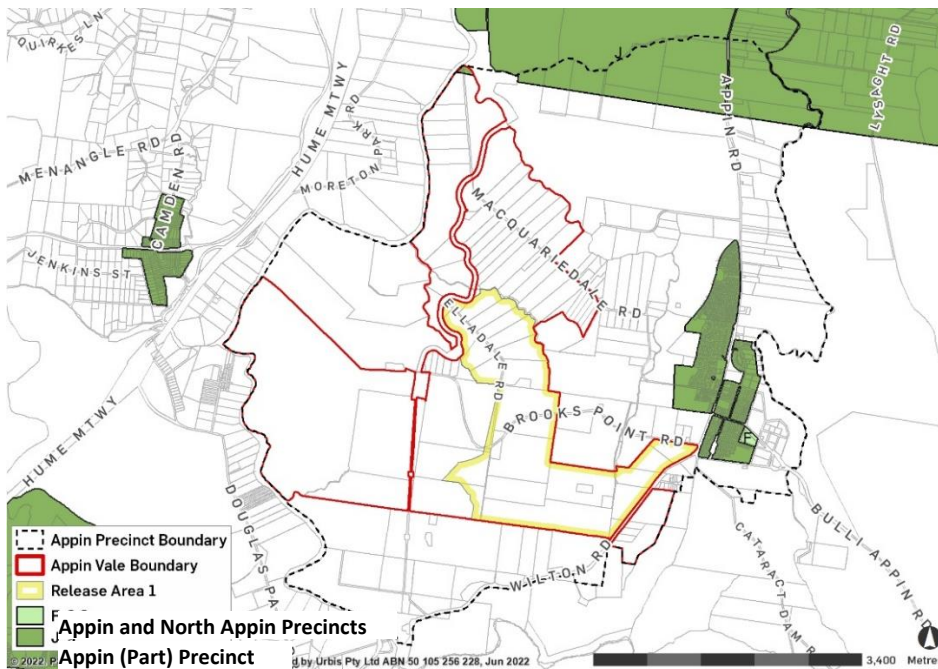 QUIRKES LN
HUME MTWY
MORETON PARK RD
MENANGLE RD
CAMDEN RD
JENKINS ST
APPIN RD
LYSAGHT RD
MACQUARIEDALE RD
ELLADALE RD
BROOKS POINT RD
HUME MTWY
DOUGLAS PA
WILTON RD
CATARACT DAM R
BULLI APPIN RD
Appin Precinct Boundary
Appin Vale Boundary
Release Area 1
Appin and North Appin Precincts
Appin (Part) Precinct
© 2022
by Urbis Pty Ltd ABN 50 105 256 228, Jun 2022
3,400 Metre